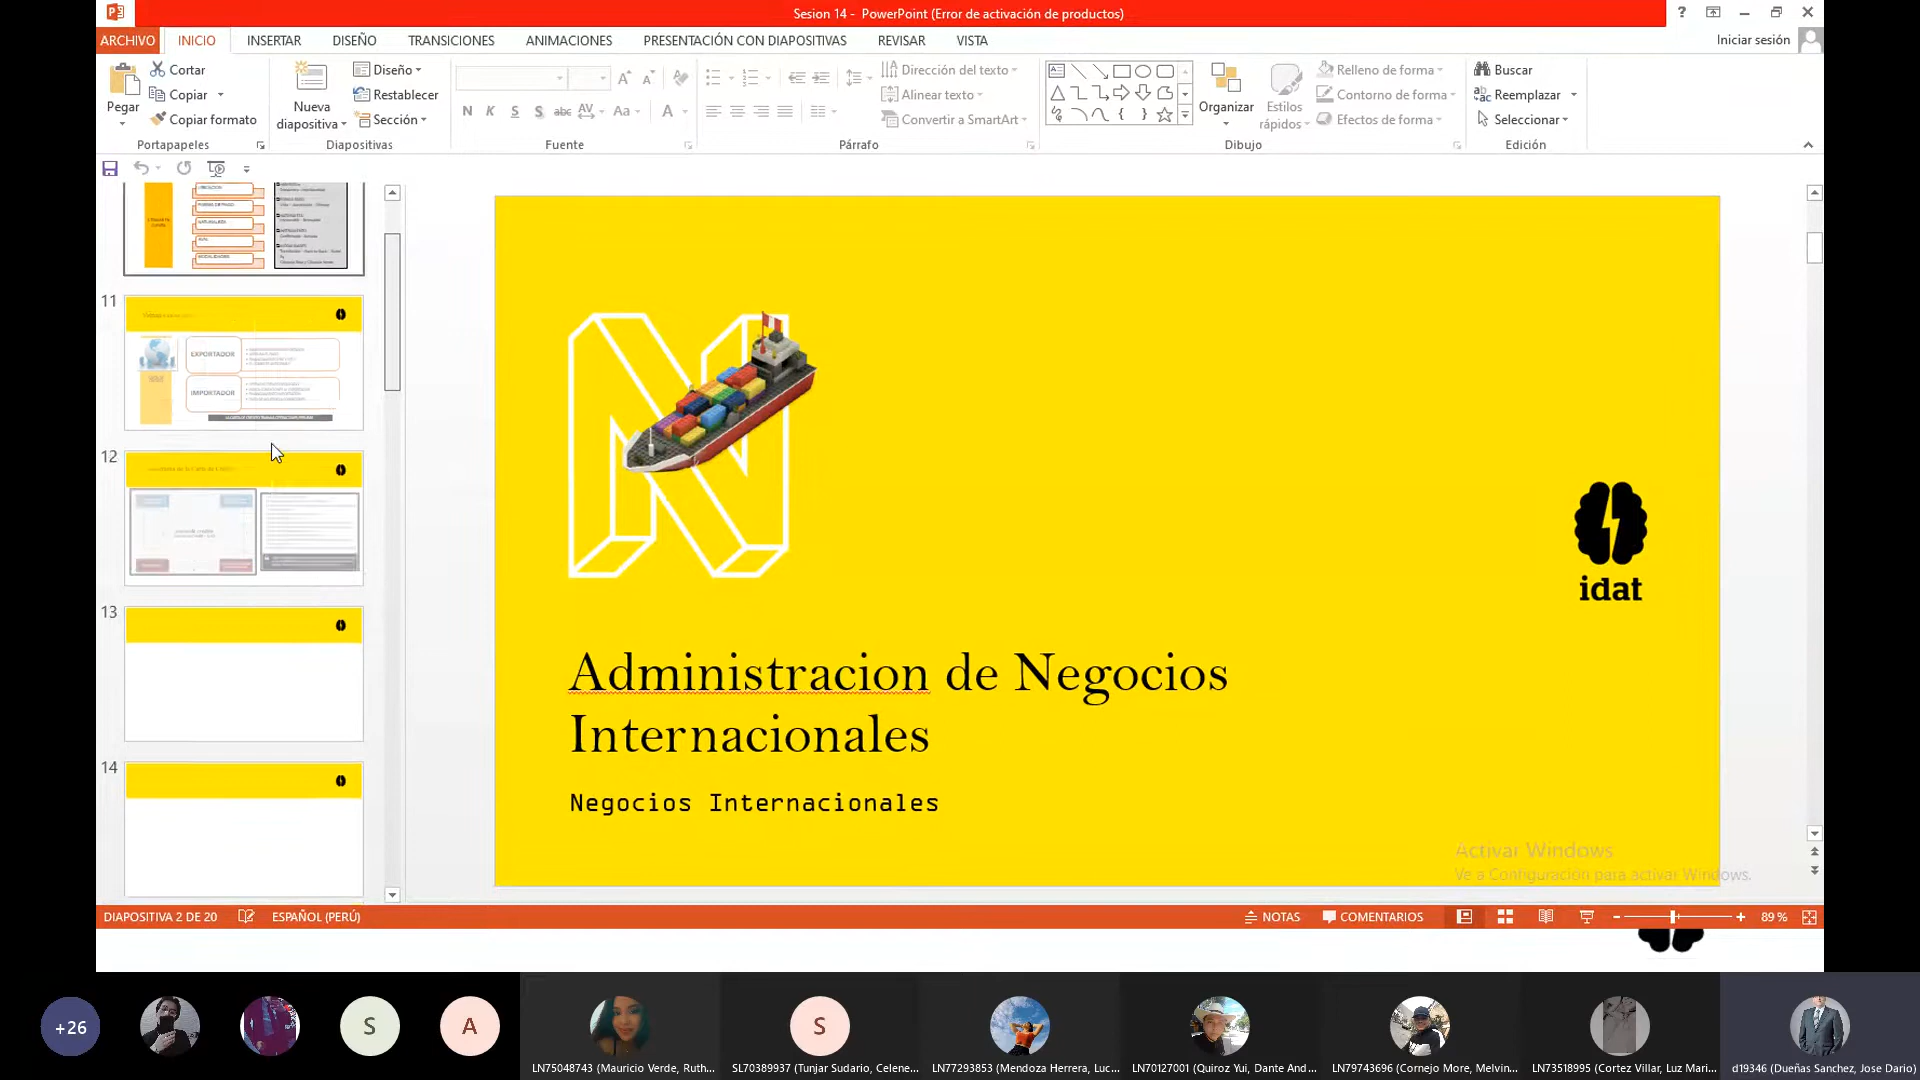 Sesion 14 - PowerPoint (Error de activación de productos)
?
ARCHIVO INICIO INSERTAR DISEÑO TRANSICIONES ANIMACIONES PRESENTACIÓN CON DIAPOSITIVAS REVISAR VISTA Iniciar sesión
Pegar
Cortar
Copiar
Copiar formato
Portapapeles
Nueva diapositiva
Diseño
Restablecer
Sección
Diapositivas
N K S S abc AV Aa A
Fuente
Dirección del texto
Alinear texto
Convertir a SmartArt
Párrafo
Organizar
Estilos rápidos
Relleno de forma
Contorno de forma
Efectos de forma
Dibujo
Buscar
Reemplazar
Seleccionar
Edición
11
EXPORTADOR
IMPORTADOR
12
13
14
idat
Administracion de Negocios
Internacionales
Negocios Internacionales
Activar Windows
Ve a Configuración para activar Windows.
DIAPOSITIVA 2 DE 20 ESPAÑOL (PERÚ) NOTAS COMENTARIOS 89 %
+26
S
A
S
LN75048743 (Mauricio Verde, Ruth...
SL70389937 (Tunjar Sudario, Celene...
LN77293853 (Mendoza Herrera, Luc...
LN70127001 (Quiroz Yui, Dante And...
LN79743696 (Cornejo More, Melvin...
LN73518995 (Cortez Villar, Luz Mari...
d19346 (Dueñas Sanchez, Jose Dario)